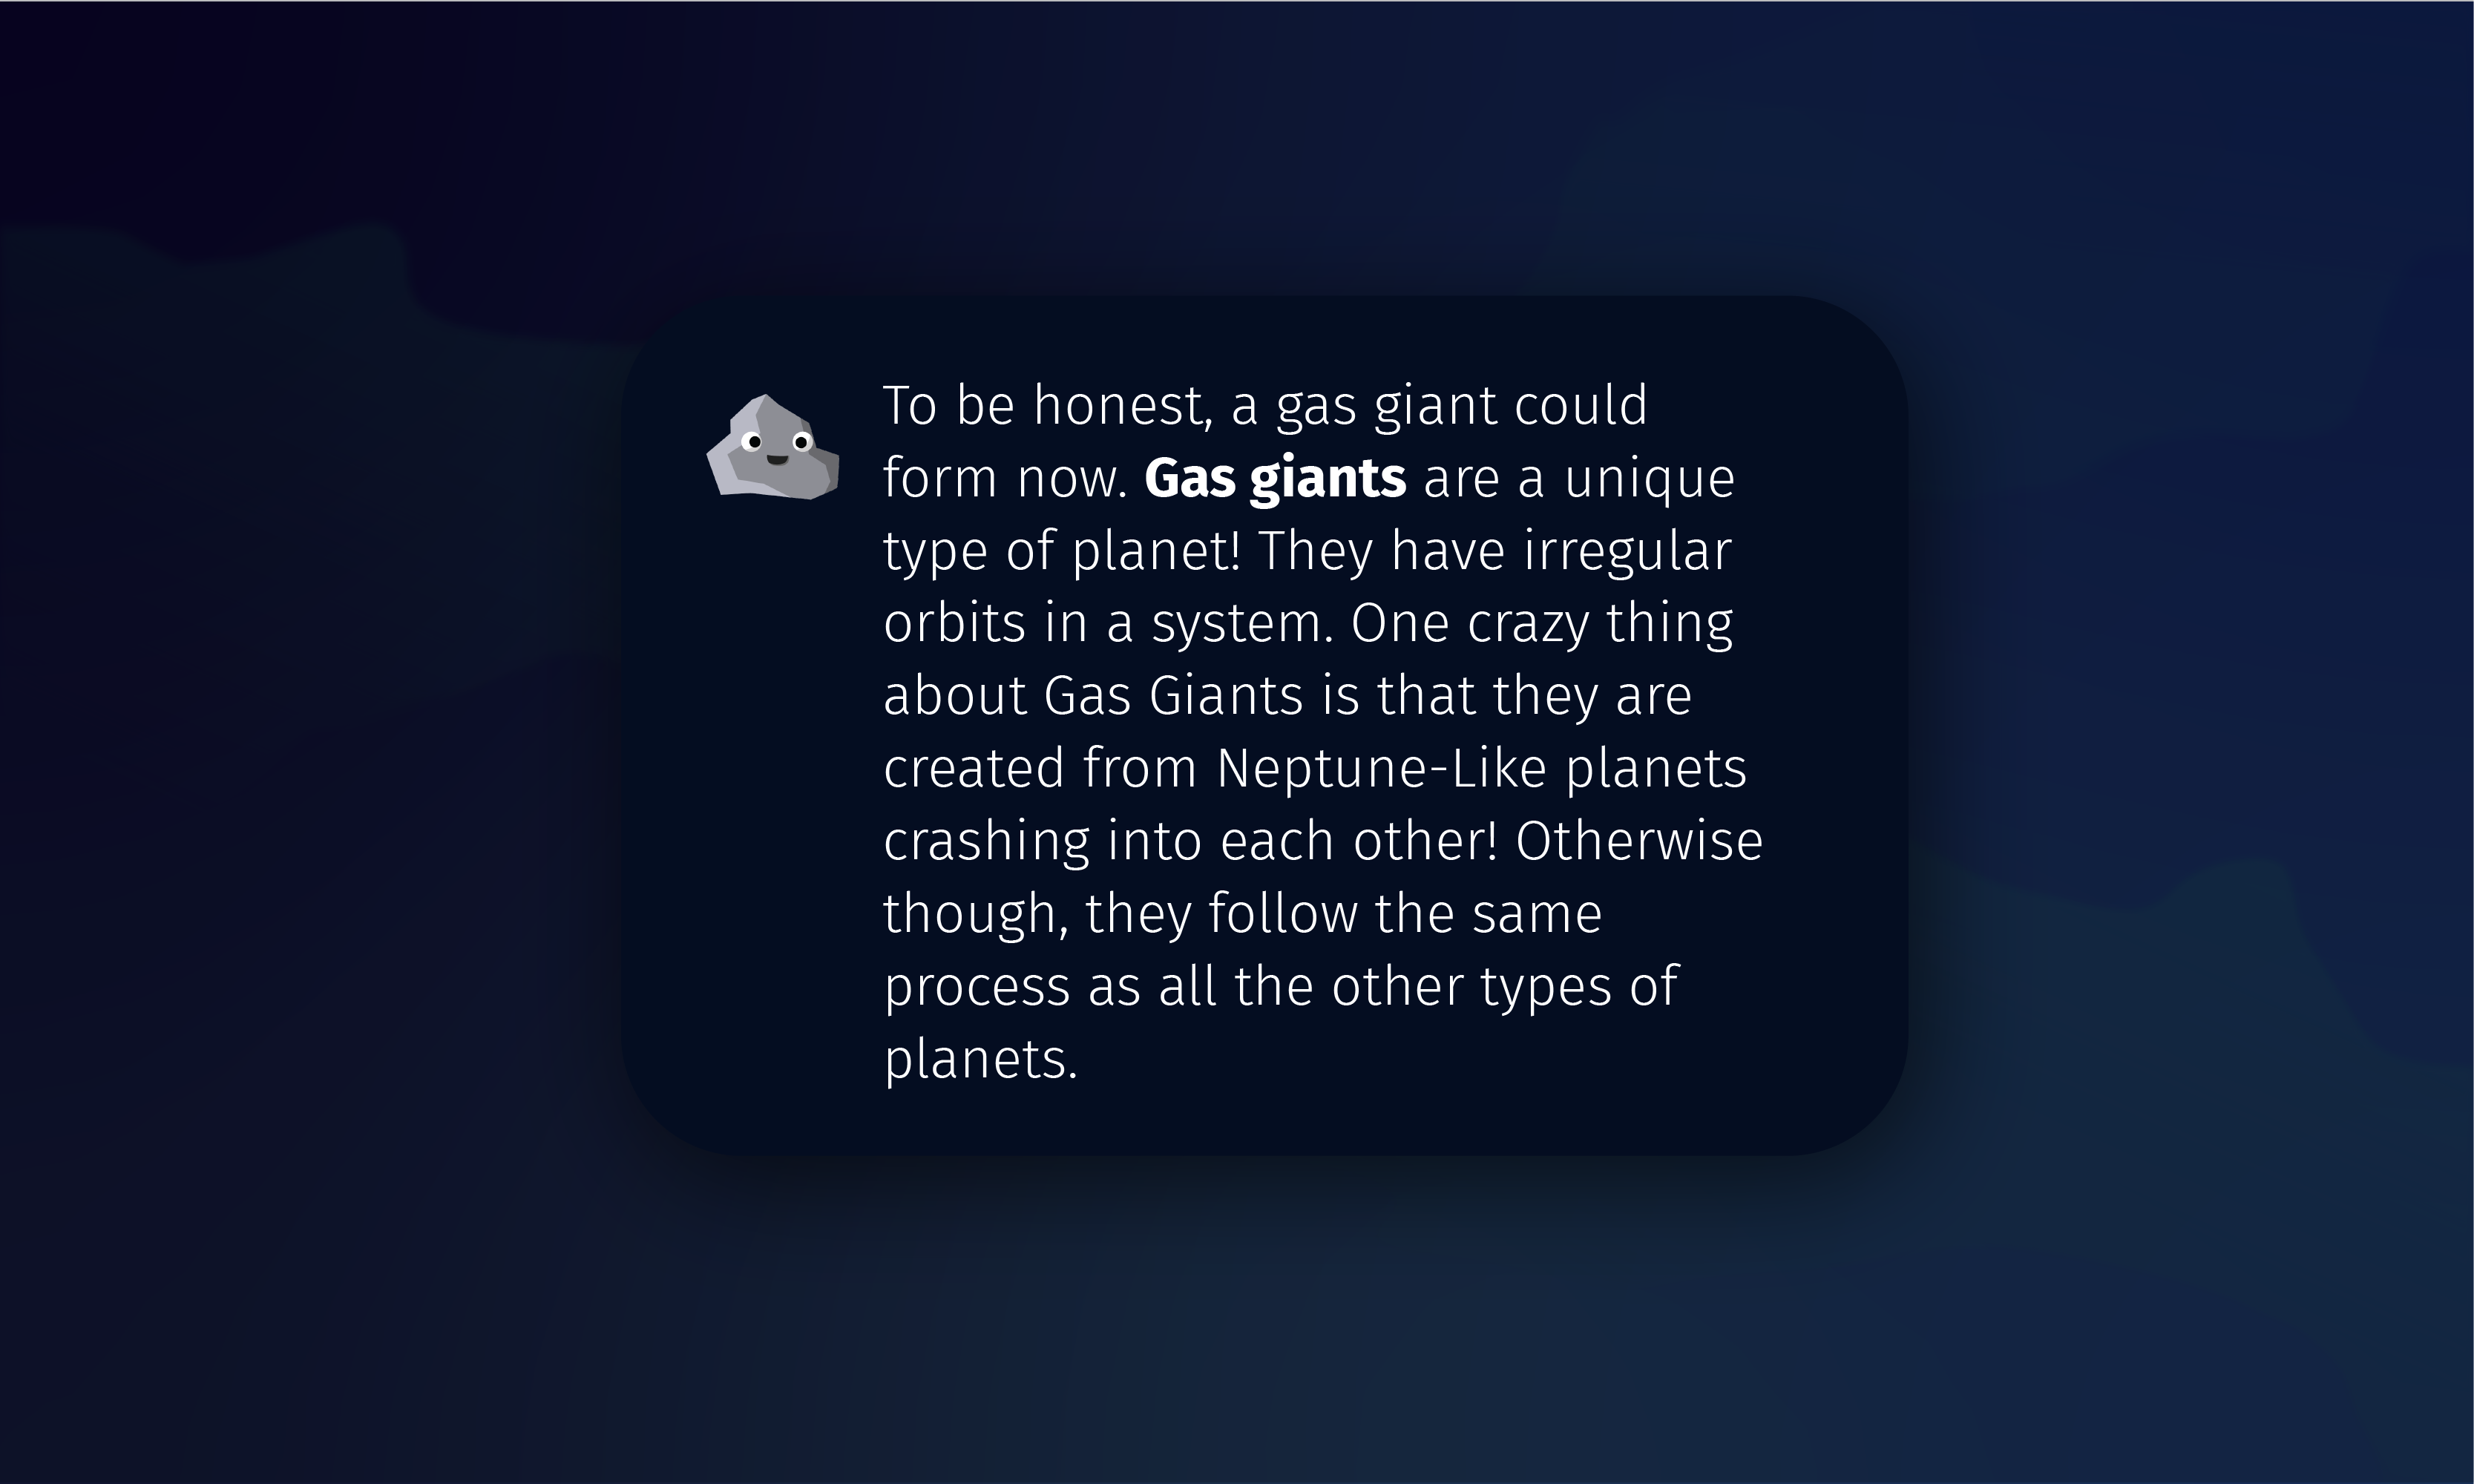 To be honest, a gas giant could
form now. Gas giants are a unique
type of planet! They have irregular
orbits in a system. One crazy thing
about Gas Giants is that they are
created from Neptune-Like planets
crashing into each other! Otherwise
though, they follow the same
process as all the other types of
planets.